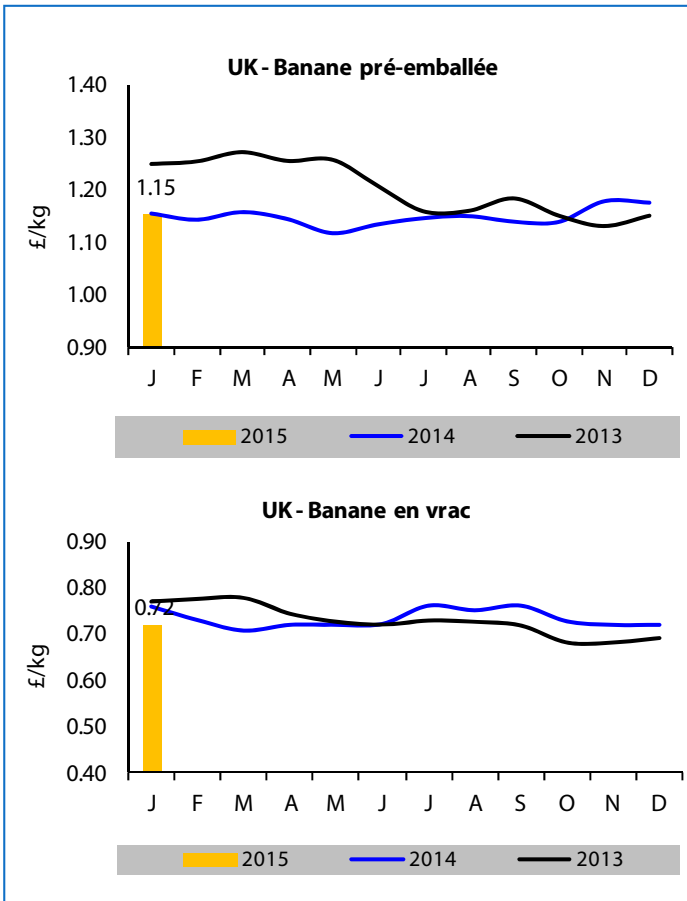 UK - Banane pré-emballée
1.40
1.30
1.20
1.10
1.00
0.90
£/kg
1.15
J F M A M J J A S O N D
2015 2014 2013
UK - Banane en vrac
0.90
0.80
0.70
0.60
0.50
0.40
£/kg
0.72
J F M A M J J A S O N D
2015 2014 2013